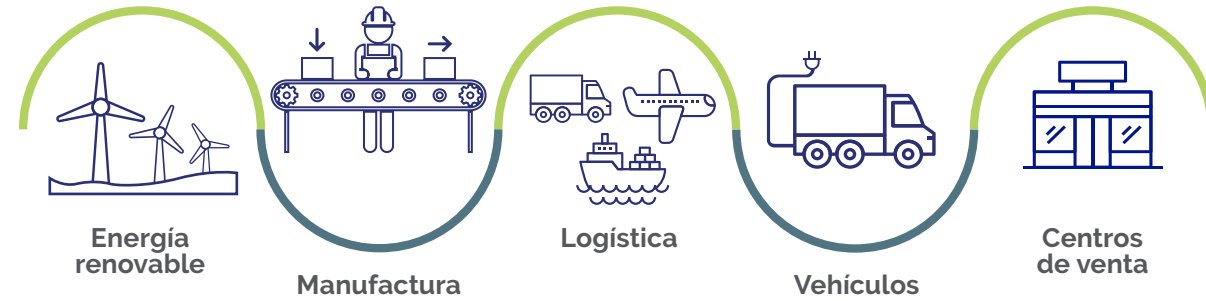 Energía
renovable
Manufactura
Logística
Vehículos
Centros
de venta